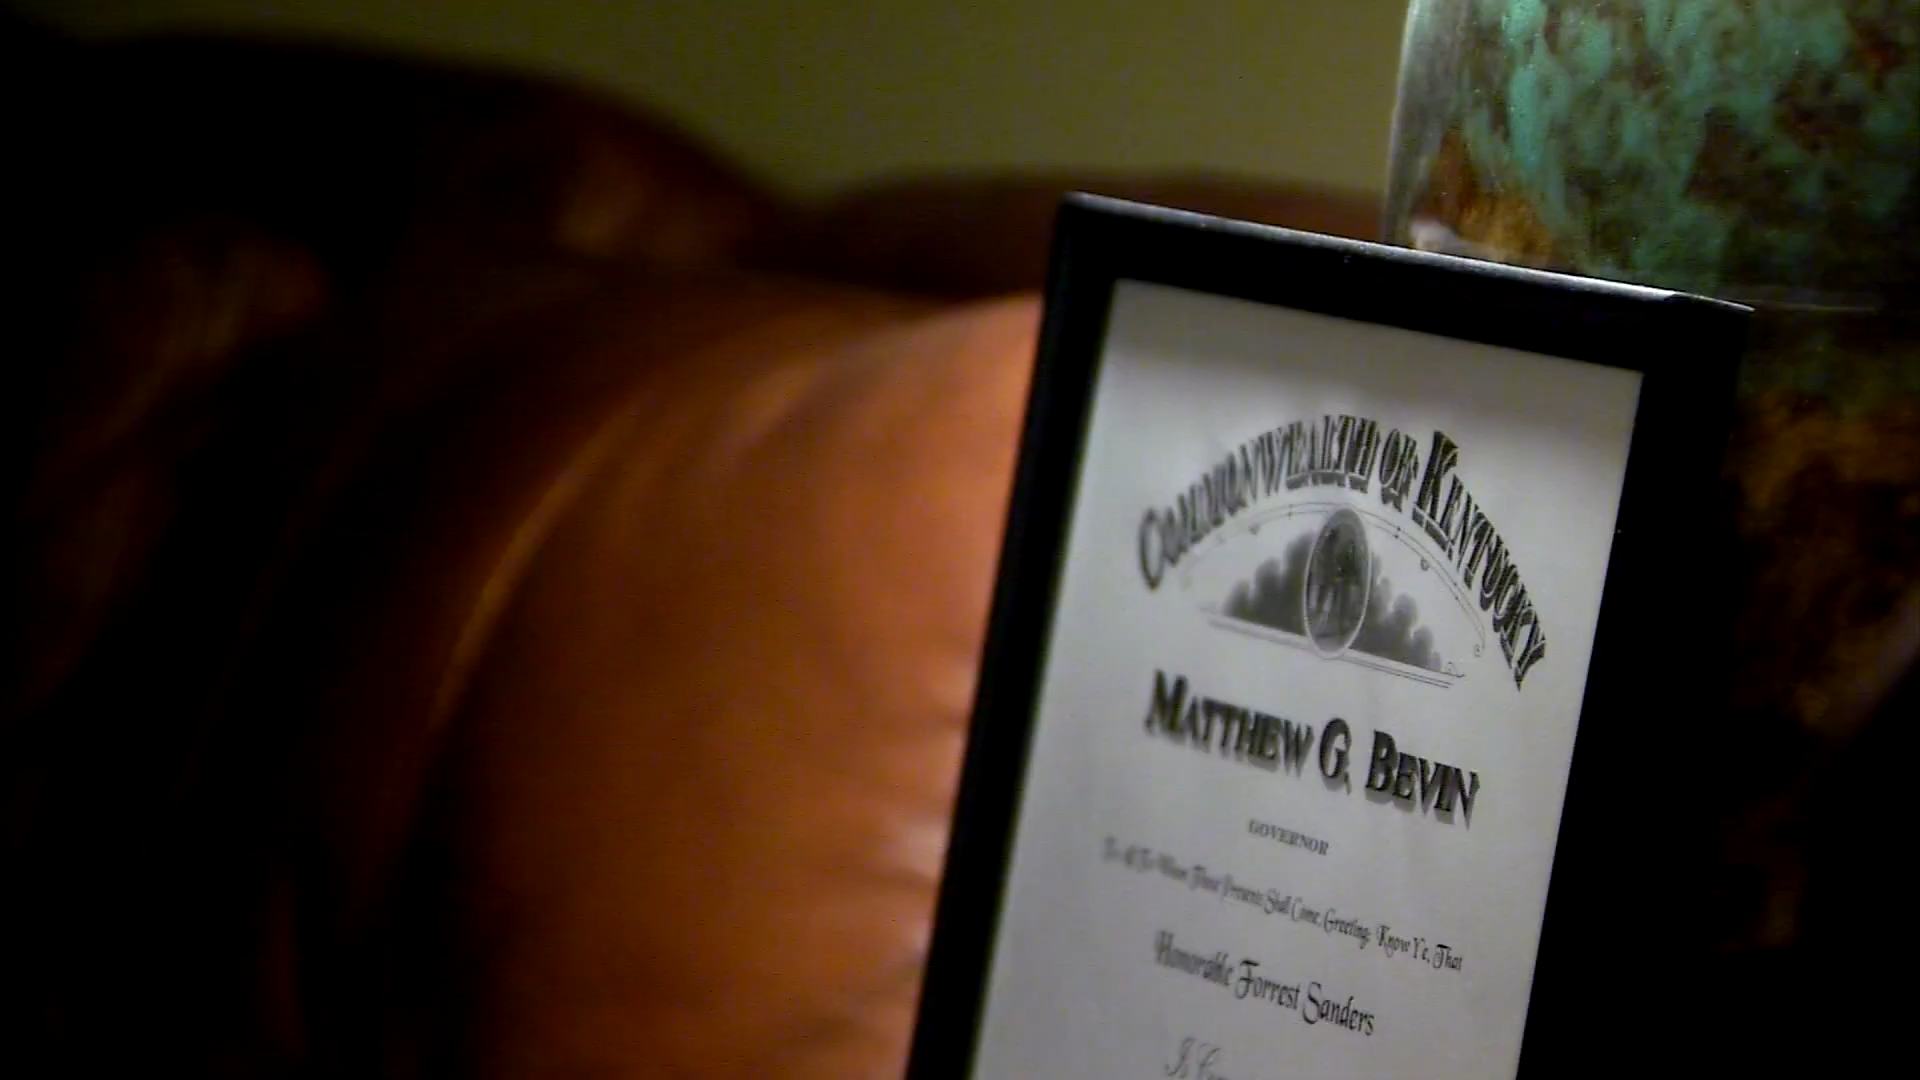 COMMONWEALTH OF KENTUCKY
MATTHEW G. BEVIN
GOVERNOR
To All To Whom These Presents Shall Come, Greeting: Know Ye, That
Honorable Forrest Sanders
Is